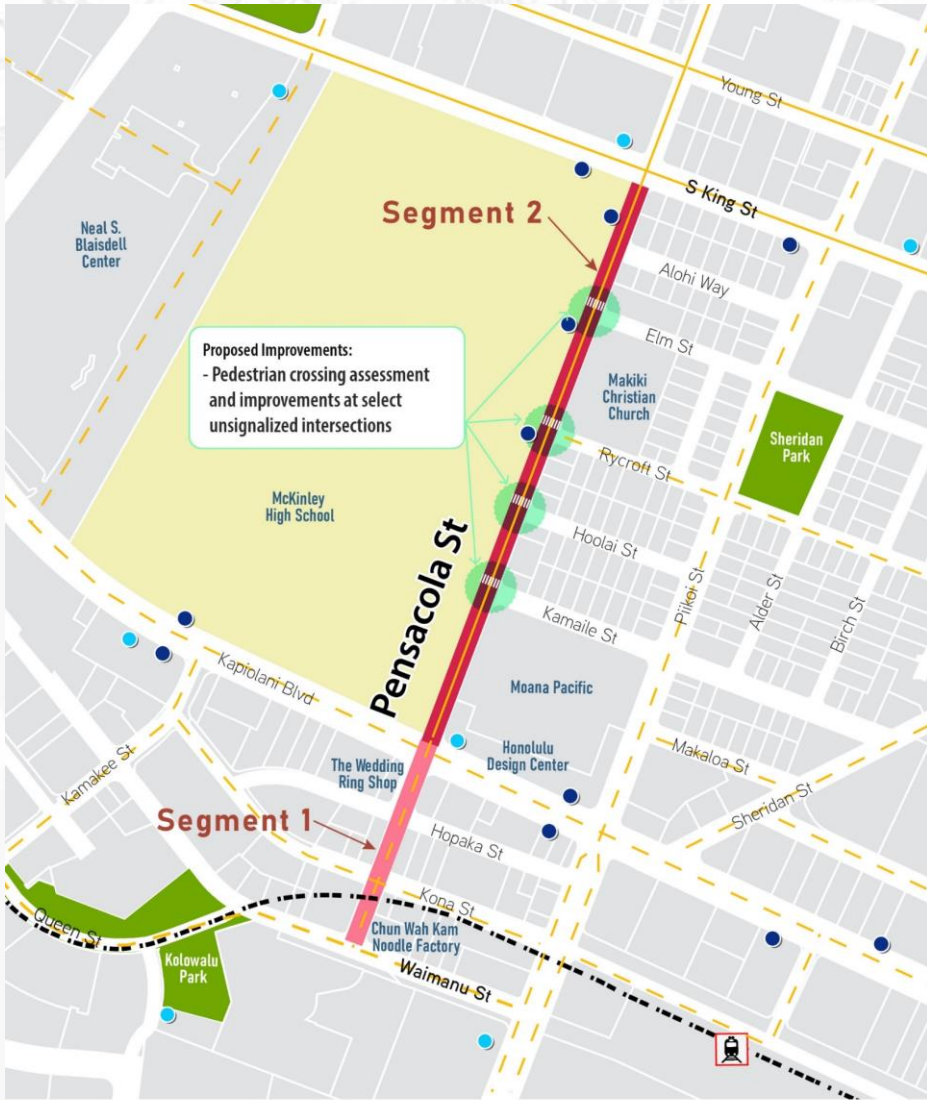 Young St
S King St
Segment 2
Neal S.
Blaisdell
Center
Alohi Way
Elm St
Proposed Improvements:
- Pedestrian crossing assessment
and improvements at select
unsignalized intersections
Makiki
Christian
Church
Sheridan
Park
Rycroft St
McKinley
High School
Hoolai St
Pensacola St
Piikoi St
Alder St
Birch St
Kamaile St
Kapiolani Blvd
Moana Pacific
Makaloa St
Honolulu
Design Center
The Wedding
Ring Shop
Kamakee St
Sheridan St
Segment 1
Hopaka St
Kona St
Queen St
Chun Wah Kam
Noodle Factory
Kolowalu
Park
Waimanu St